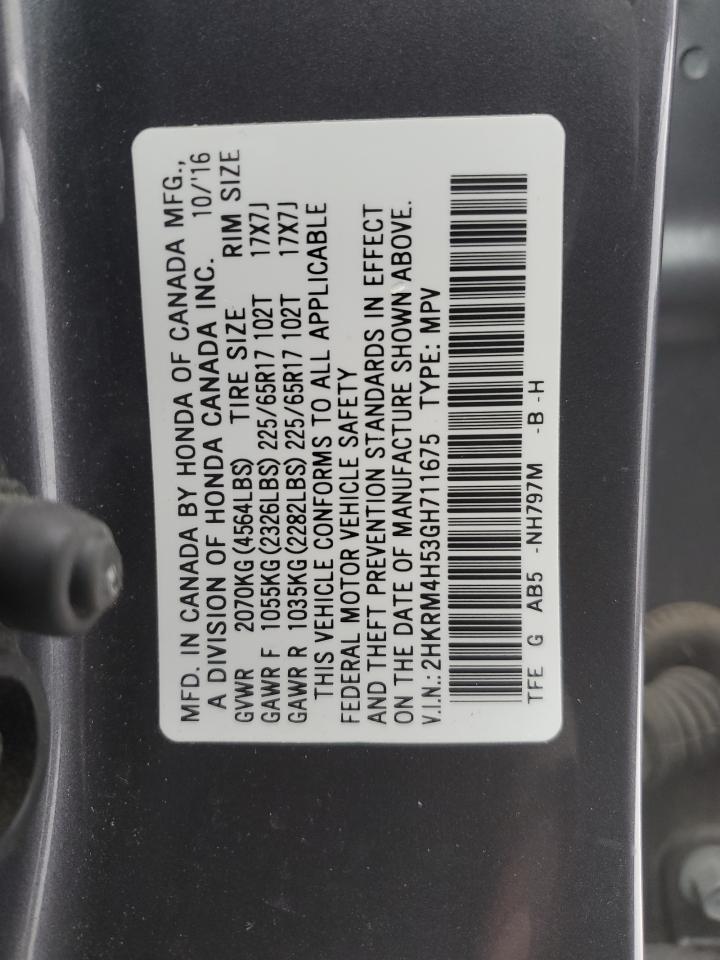 MFD. IN CANADA BY HONDA OF CANADA MFG.,
A DIVISION OF HONDA CANADA INC. 10/'16
GVWR 2070KG(4564LBS) TIRE SIZE RIM SIZE
GAWR F 1055KG(2326LBS) 225/65R17 102T 17X7J
GAWR R 1035KG(2282LBS) 225/65R17 102T 17X7J
THIS VEHICLE CONFORMS TO ALL APPLICABLE
FEDERAL MOTOR VEHICLE SAFETY
AND THEFT PREVENTION STANDARDS IN EFFECT
ON THE DATE OF MANUFACTURE SHOWN ABOVE.
V.I.N.: 2HKRM4H53GH711675 TYPE: MPV
TFE G AB5 -NH797M -B -H